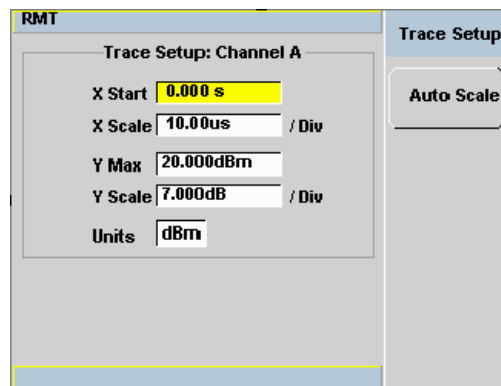 RMT
Trace Setup
Trace Setup: Channel A
Auto Scale
X Start 0.000 s
X Scale 10.00us / Div
Y Max 20.000dBm
Y Scale 7.000dB / Div
Units dBm